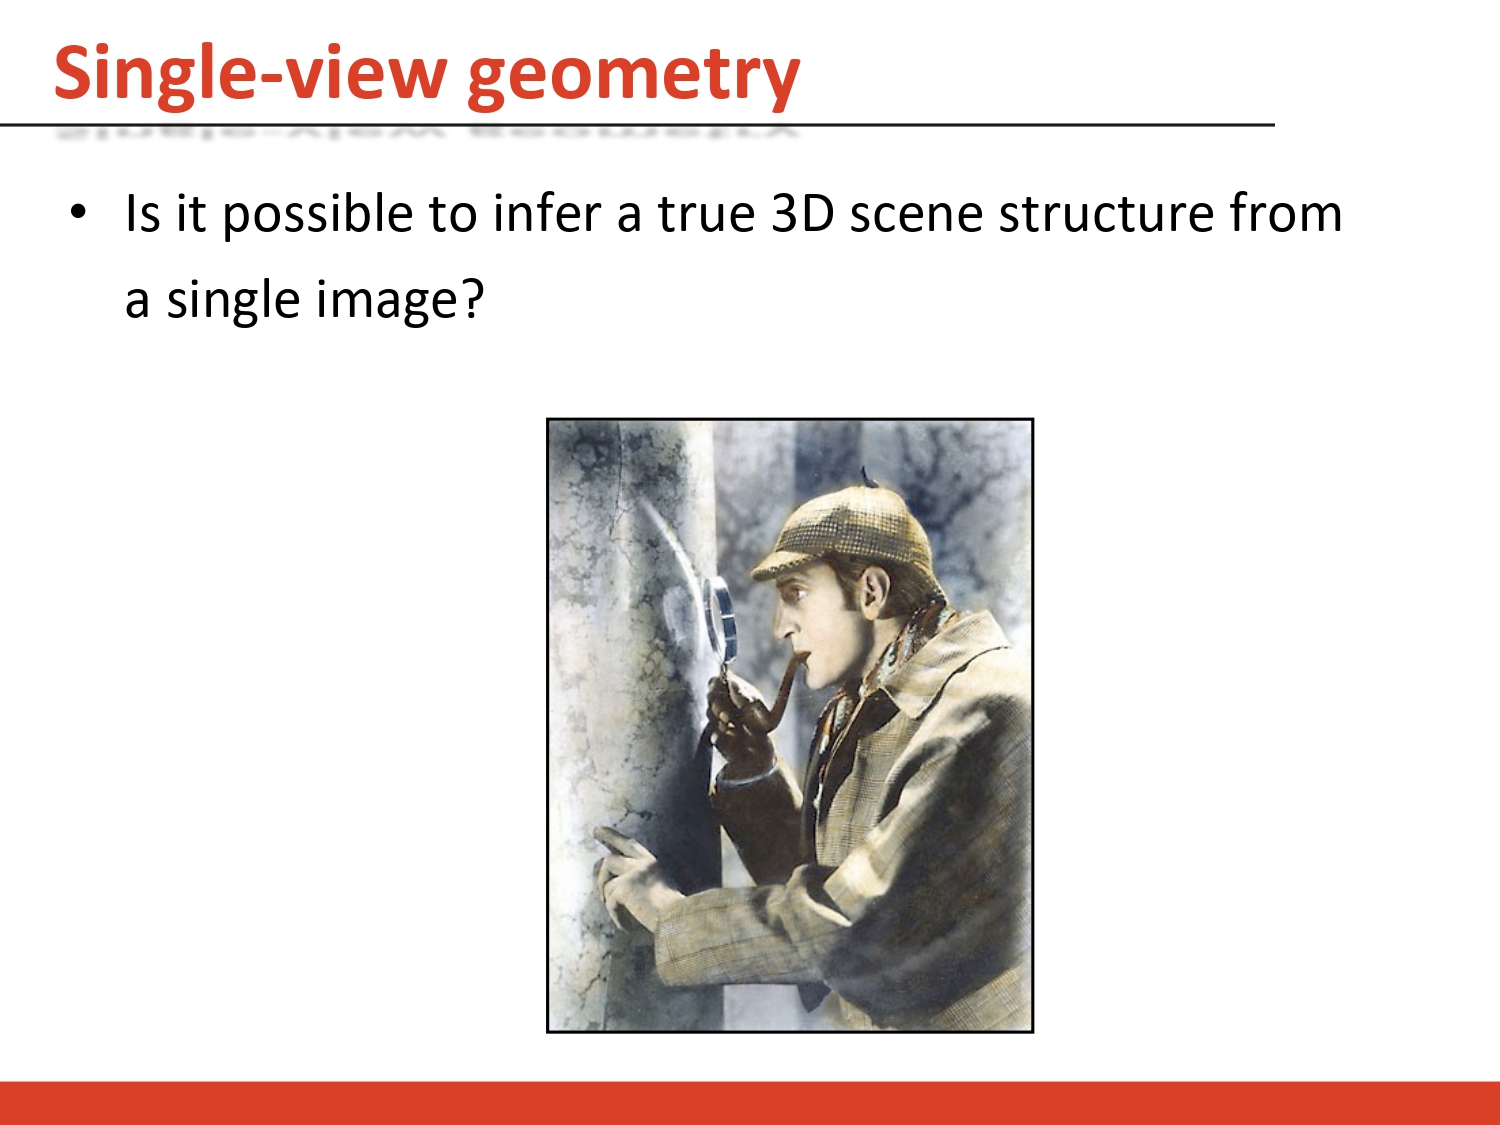 Single-view geometry
• Is it possible to infer a true 3D scene structure from
a single image?